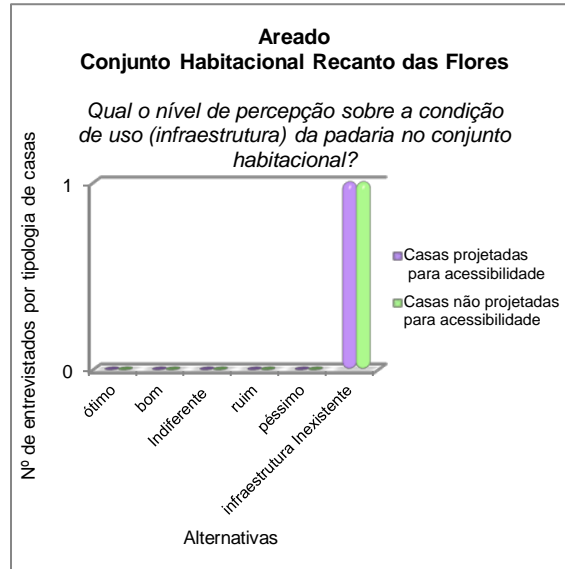 Areado
Conjunto Habitacional Recanto das Flores
Qual o nível de percepção sobre a condição
de uso (infraestrutura) da padaria no conjunto
habitacional?
Nº de entrevistados por tipologia de casas
1
0
ótimo
bom
Indiferente
ruim
péssimo
infraestrutura Inexistente
Alternativas
Casas projetadas
para acessibilidade
Casas não projetadas
para acessibilidade